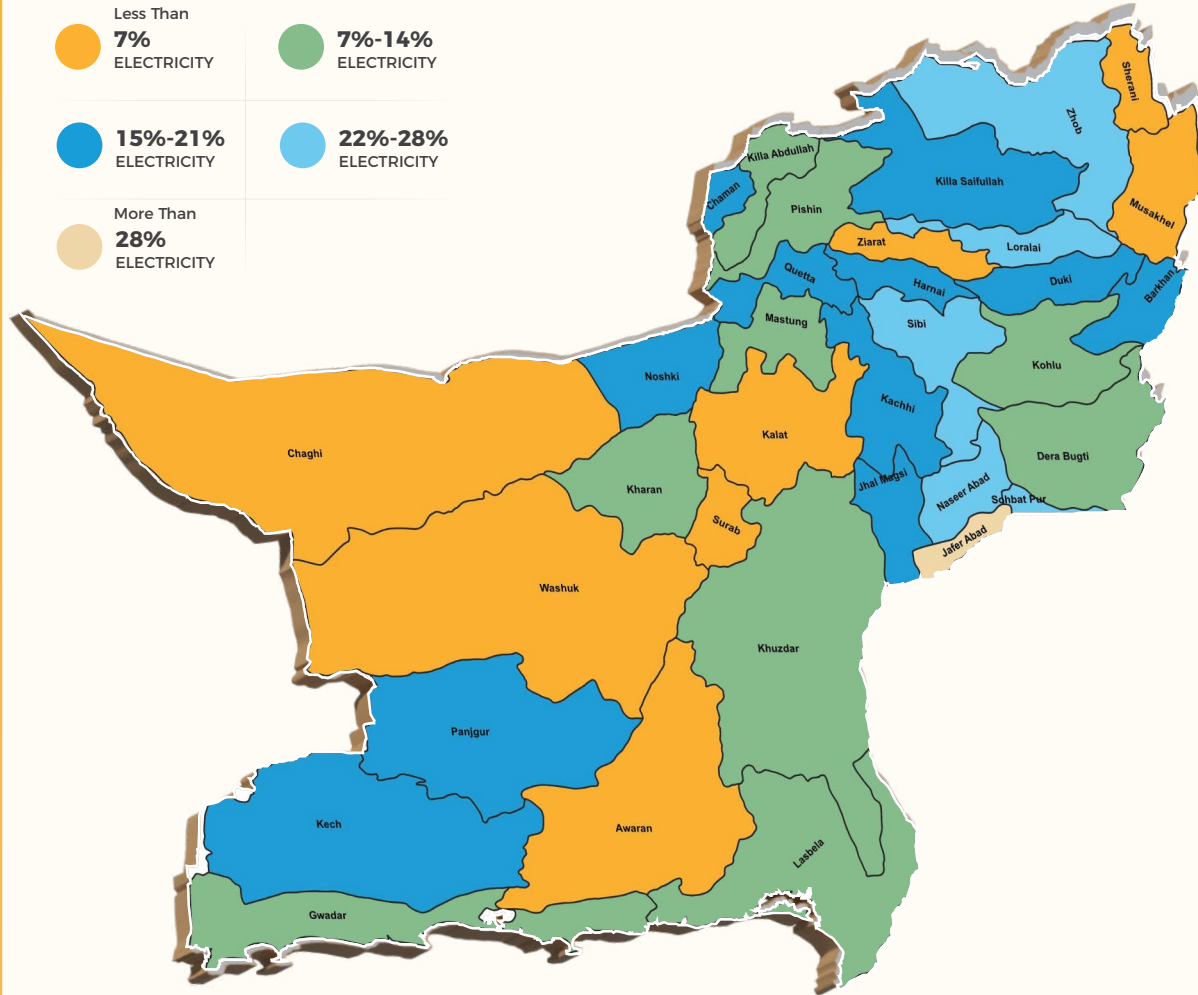 Less Than
7%
ELECTRICITY
7%-14%
ELECTRICITY
15%-21%
ELECTRICITY
22%-28%
ELECTRICITY
More Than
28%
ELECTRICITY
Sherani
Zhob
Killa Abdullah
Killa Saifullah
Chaman
Pishin
Musakhel
Ziarat
Loralai
Quetta
Harnai
Duki
Barkhan
Mastung
Sibi
Noshki
Kohlu
Kachhi
Kalat
Chaghi
Dera Bugti
Kharan
Jhal Magsi
Naseer Abad
Sohbat Pur
Surab
Jafer Abad
Washuk
Khuzdar
Panjgur
Kech
Awaran
Lasbela
Gwadar